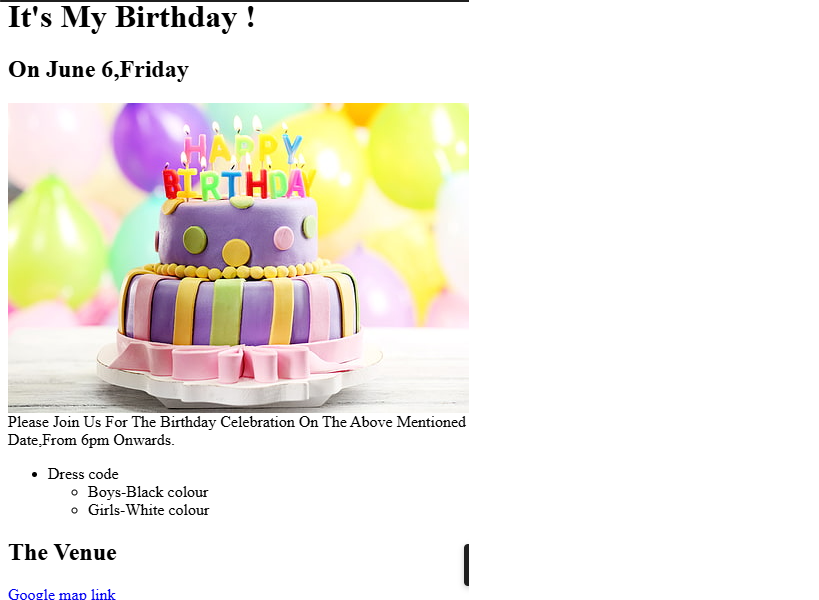 It's My Birthday !
On June 6,Friday
HAPPY
BIRTHDAY
Please Join Us For The Birthday Celebration On The Above Mentioned
Date,From 6pm Onwards.
Dress code
Boys-Black colour
Girls-White colour
The Venue
Google map link